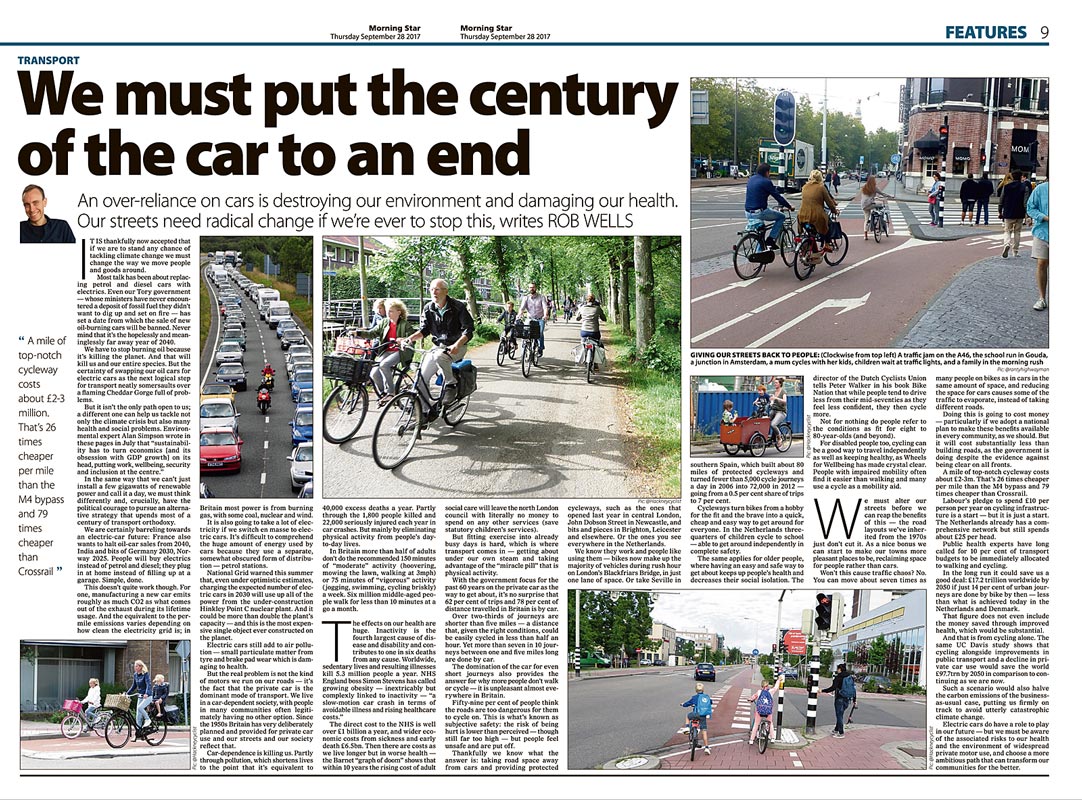 Morning Star
Thursday September 28 2017
Morning Star
Thursday September 28 2017
FEATURES 9
TRANSPORT
We must put the century
of the car to an end
An over-reliance on cars is destroying our environment and damaging our health.
Our streets need radical change if we're ever to stop this, writes ROB WELLS
“ A mile of
top-notch
cycleway
costs
about £2-3
million.
That's 26
times
cheaper
per mile
than the
M4 bypass
and 79
times
cheaper
than
Crossrail ”
IT IS thankfully now accepted that
if we are to stand any chance of
tackling climate change we must
change the way we move people
and goods around.
Most talk has been about replac-
ing petrol and diesel cars with
electrics. Even our Tory government
— whose ministers have never encoun-
tered a deposit of fossil fuel they didn't
want to dig up and set on fire — has
set a date from which the sale of new
oil-burning cars will be banned. Never
mind that it's the hopelessly and mean-
inglessly far away year of 2040.
We have to stop burning oil because
it's killing the planet. And that will
kill us and our entire species. But the
certainty of swapping our oil cars for
electric cars as the next logical step
for transport neatly somersaults over
a flaming Cheddar Gorge full of prob-
lems.
But it isn't the only path open to us;
a different one can help us tackle not
only the climate crisis but also many
health and social problems. Environ-
mental expert Alan Simpson wrote in
these pages in July that “sustainabil-
ity has to turn economics (and its
obsession with GDP growth) on its
head, putting work, wellbeing, security
and inclusion at the centre.”
In the same way that we can't just
install a few gigawatts of renewable
power and call it a day, we must think
differently and, crucially, have the
political courage to pursue an alterna-
tive strategy that upends most of a
century of transport orthodoxy.
We are certainly barreling towards
an electric-car future: France also
wants to halt oil-car sales from 2040,
India and bits of Germany 2030, Nor-
way 2025. People will buy electrics
instead of petrol and diesel; they plug
in at home instead of filling up at a
garage. Simple, done.
This doesn't quite work though. For
one, manufacturing a new car emits
roughly as much CO2 as what comes
out of the exhaust during its lifetime
usage. And the equivalent to the per-
mile emissions varies depending on
how clean the electricity grid is; in
Britain most power is from burning
gas, with some coal, nuclear and wind.
It is also going to take a lot of elec-
tricity if we switch en masse to elec-
tric cars. It's difficult to comprehend
the huge amount of energy used by
cars because they use a separate,
somewhat obscured form of distribu-
tion — petrol stations.
National Grid warned this summer
that, even under optimistic estimates,
charging the expected number of elec-
tric cars in 2030 will use up all of the
power from the under-construction
Hinkley Point C nuclear plant. And it
could be more than double the plant's
capacity — and this is the most expen-
sive single object ever constructed on
the planet.
Electric cars still add to air pollu-
tion — small particulate matter from
tyre and brake pad wear which is dam-
aging to health.
But the real problem is not the kind
of motors we run on our roads — it's
the fact that the private car is the
dominant mode of transport. We live
in a car-dependent society, with people
in many communities often legiti-
mately having no other option. Since
the 1950s Britain has very deliberately
planned and provided for private car
use and our streets and our society
reflect that.
Car-dependence is killing us. Partly
through pollution, which shortens lives
to the point that it's equivalent to
40,000 excess deaths a year. Partly
through the 1,800 people killed and
22,000 seriously injured each year in
car crashes. But mainly by eliminating
physical activity from people's day-
to-day lives.
In Britain more than half of adults
don't do the recommended 150 minutes
of “moderate” activity (hoovering,
mowing the lawn, walking at 3mph)
or 75 minutes of “vigorous” activity
(jogging, swimming, cycling briskly)
a week. Six million middle-aged peo-
ple walk for less than 10 minutes at a
go a month.
The effects on our health are
huge. Inactivity is the
fourth largest cause of dis-
ease and disability and con-
tributes to one in six deaths
from any cause. Worldwide,
sedentary lives and resulting illnesses
kill 5.3 million people a year. NHS
England boss Simon Stevens has called
growing obesity — inextricably but
complexly linked to inactivity — “a
slow-motion car crash in terms of
avoidable illness and rising healthcare
costs.”
The direct cost to the NHS is well
over £1 billion a year, and wider eco-
nomic costs from sickness and early
death £6.5bn. Then there are costs as
we live longer but in worse health —
the Barnet “graph of doom” shows that
within 10 years the rising cost of adult
social care will leave the north London
council with literally no money to
spend on any other services (save
statutory children's services).
But fitting exercise into already
busy days is hard, which is where
transport comes in — getting about
under our own steam and taking
advantage of the “miracle pill” that is
physical activity.
With the government focus for the
past 60 years on the private car as the
way to get about, it's no surprise that
62 per cent of trips and 78 per cent of
distance travelled in Britain is by car.
Over two-thirds of journeys are
shorter than five miles — a distance
that, given the right conditions, could
be easily cycled in less than half an
hour. Yet more than seven in 10 jour-
neys between one and five miles long
are done by car.
The domination of the car for even
short journeys also provides the
answer for why more people don't walk
or cycle — it is unpleasant almost eve-
rywhere in Britain.
Fifty-nine per cent of people think
the roads are too dangerous for them
to cycle on. This is what's known as
subjective safety: the risk of being
hurt is lower than perceived — though
still far too high — but people feel
unsafe and are put off.
Thankfully we know what the
answer is: taking road space away
from cars and providing protected
cycleways, such as the ones that
opened last year in central London,
John Dobson Street in Newcastle, and
bits and pieces in Brighton, Leicester
and elsewhere. Or the ones you see
everywhere in the Netherlands.
We know they work and people like
using them — bikes now make up the
majority of vehicles during rush hour
on London's Blackfriars Bridge, in just
one lane of space. Or take Seville in
southern Spain, which built about 80
miles of protected cycleways and
turned fewer than 5,000 cycle journeys
a day in 2006 into 72,000 in 2012 —
going from a 0.5 per cent share of trips
to 7 per cent.
Cycleways turn bikes from a hobby
for the fit and the brave into a quick,
cheap and easy way to get around for
everyone. In the Netherlands three-
quarters of children cycle to school
— able to get around independently in
complete safety.
The same applies for older people,
where having an easy and safe way to
get about keeps up people's health and
decreases their social isolation. The
director of the Dutch Cyclists Union
tells Peter Walker in his book Bike
Nation that while people tend to drive
less from their mid-seventies as they
feel less confident, they then cycle
more.
Not for nothing do people refer to
the conditions as fit for eight to
80-year-olds (and beyond).
For disabled people too, cycling can
be a good way to travel independently
as well as keeping healthy, as Wheels
for Wellbeing has made crystal clear.
People with impaired mobility often
find it easier than walking and many
use a cycle as a mobility aid.
We must alter our
streets before we
can reap the benefits
of this — the road
layouts we've inher-
ited from the 1970s
just don't cut it. And a nice bonus we
can start to make our towns more
pleasant places to be, reclaiming space
for people rather than cars.
Won't this cause traffic chaos? No.
You can move about seven times as
many people on bikes as in cars in the
same amount of space, and reducing
the space for cars causes some of the
traffic to evaporate, instead of taking
different roads.
Doing this is going to cost money
— particularly if we adopt a national
plan to make these benefits available
in every community, as we should. But
it will cost substantially less than
building roads, as the government is
doing despite the evidence against
being clear on all fronts.
A mile of top-notch cycleway costs
about £2-3m. That's 26 times cheaper
per mile than the M4 bypass and 79
times cheaper than Crossrail.
Labour's pledge to spend £10 per
person per year on cycling infrastruc-
ture is a start — but it is just a start.
The Netherlands already has a com-
prehensive network, but still spends
about £25 per head.
Public health experts have long
called for 10 per cent of transport
budgets to be immediately allocated
to walking and cycling.
In the long run it could save us a
good deal: £17.2 trillion worldwide by
2050 if just 14 per cent of urban jour-
neys are done by bike by then — less
than what is achieved today in the
Netherlands and Denmark.
That figure does not even include
the money saved through improved
health, which would be substantial.
And that is from cycling alone. The
same UC Davis study shows that
cycling alongside improvements in
public transport and a decline in pri-
vate car use would save the world
£97.7trn by 2050 in comparison to con-
tinuing as we are now.
Such a scenario would also halve
the carbon emissions of the business-
as-usual case, putting us firmly on
track to avoid utterly catastrophic
climate change.
Electric cars do have a role to play
in our future — but we must be aware
of the associated risks to our health
and the environment of widespread
private motor use, and choose a more
ambitious path that can transform our
communities for the better.
GIVING OUR STREETS BACK TO PEOPLE: (Clockwise from top left) A traffic jam on the A46, the school run in Gouda,
a junction in Amsterdam, a mum cycles with her kids, children wait at traffic lights, and a family in the morning rush
Pic: @rantyhighwayman
Pic: @Hackneycyclist
Pic: @Hackneycyclist
Pic: @Hackneycyclist
Pic: @Hackneycyclist
MOMO
MOMO
MOM